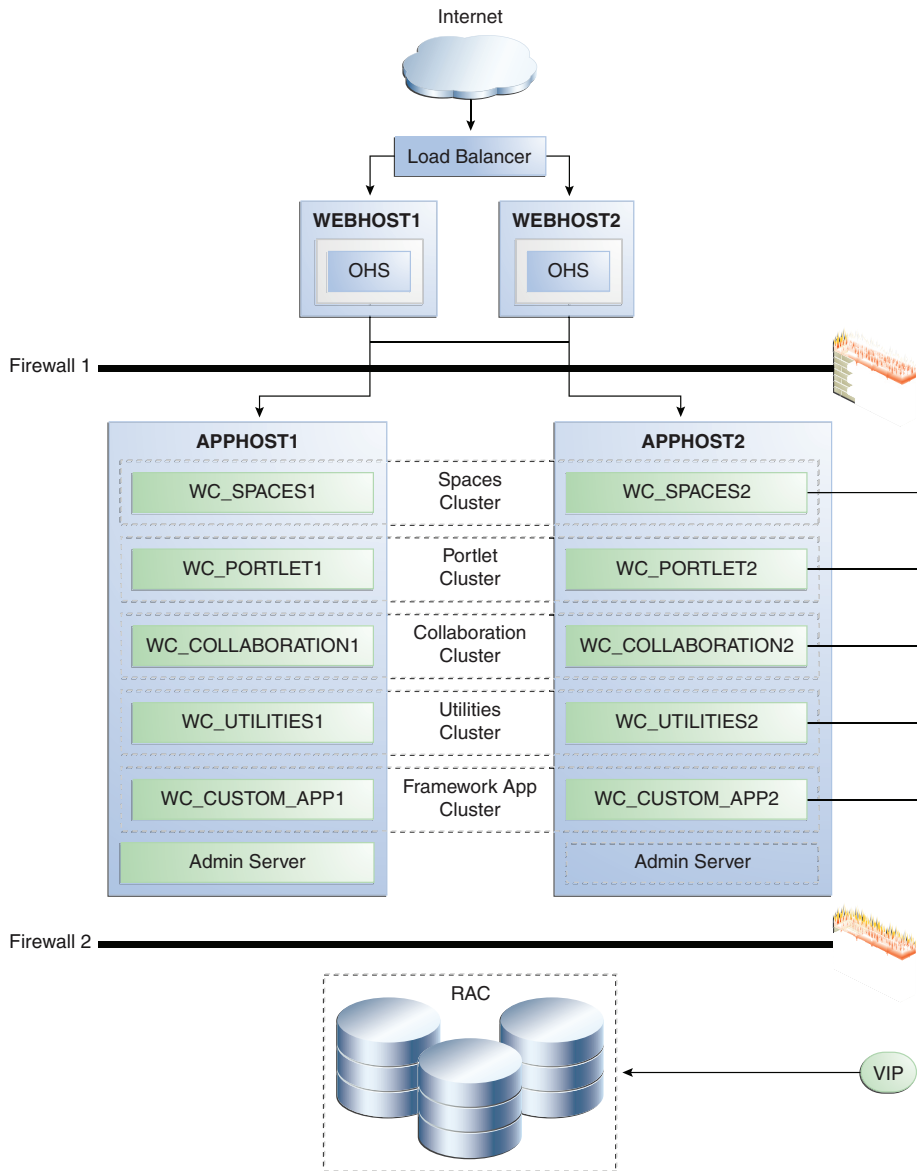 Internet
Load Balancer
WEBHOST1
WEBHOST2
OHS
OHS
Firewall 1
APPHOST1
APPHOST2
WC_SPACES1
Spaces
Cluster
WC_SPACES2
WC_PORTLET1
Portlet
Cluster
WC_PORTLET2
WC_COLLABORATION1
Collaboration
Cluster
WC_COLLABORATION2
WC_UTILITIES1
Utilities
Cluster
WC_UTILITIES2
WC_CUSTOM_APP1
Framework App
Cluster
WC_CUSTOM_APP2
Admin Server
Admin Server
Firewall 2
RAC
VIP